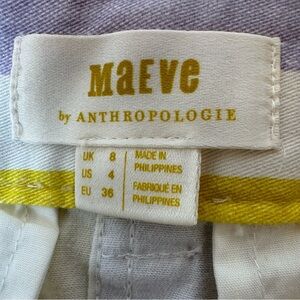 MAEVE
by ANTHROPOLOGIE
UK 8
US 4
EU 36
MADE IN
PHILIPPINES
FABRIQUÉ EN
PHILIPPINES